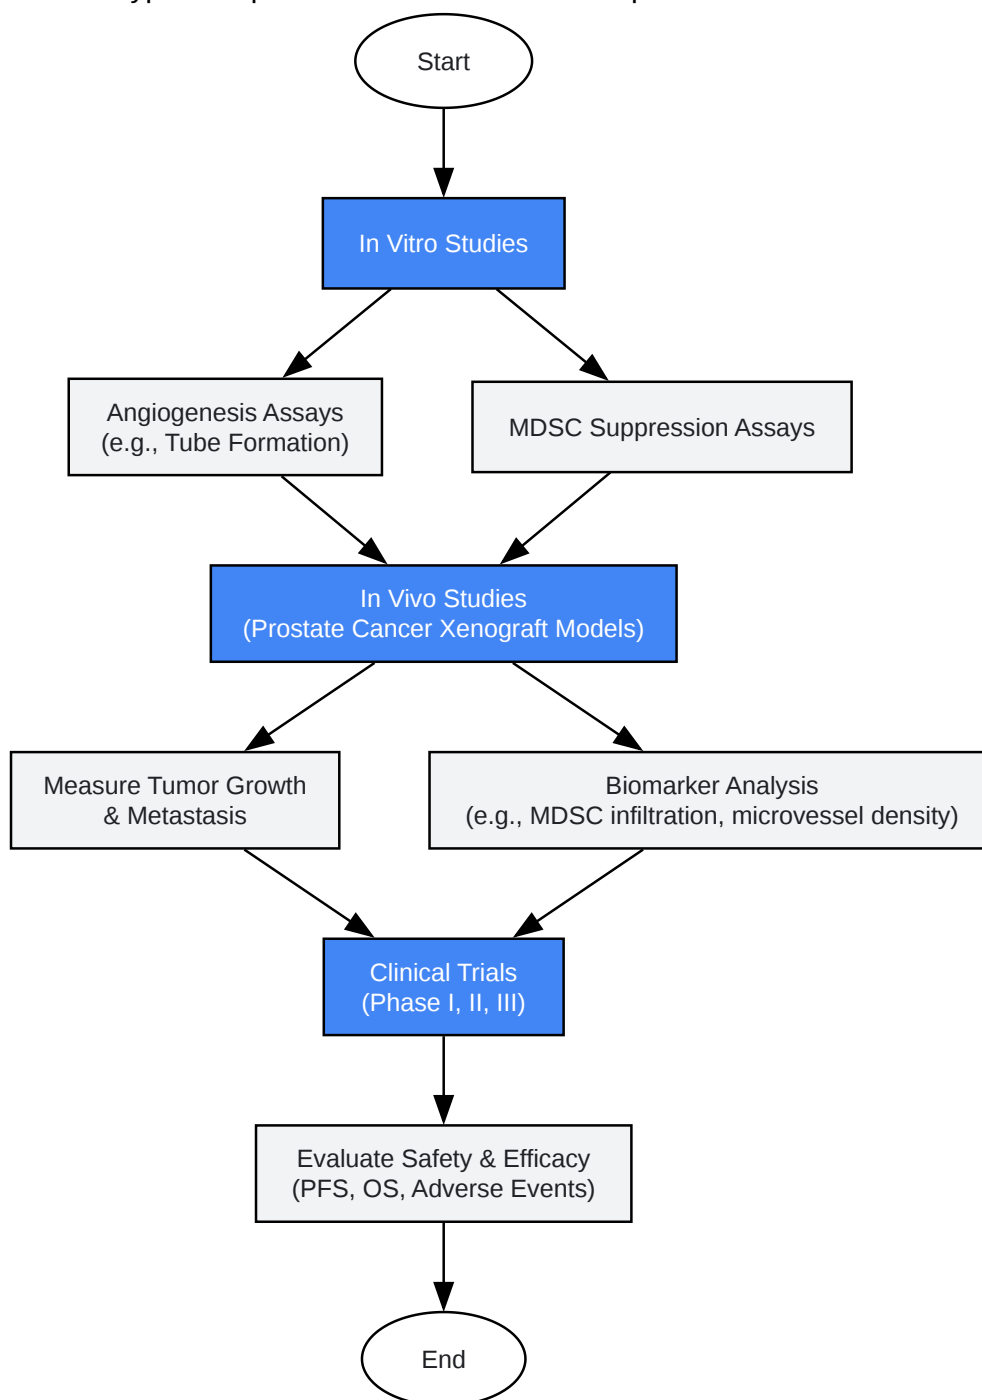 Start
In Vitro Studies
Angiogenesis Assays
(e.g., Tube Formation)
MDSC Suppression Assays
In Vivo Studies
(Prostate Cancer Xenograft Models)
Measure Tumor Growth
& Metastasis
Biomarker Analysis
(e.g., MDSC infiltration, microvessel density)
Clinical Trials
(Phase I, II, III)
Evaluate Safety & Efficacy
(PFS, OS, Adverse Events)
End